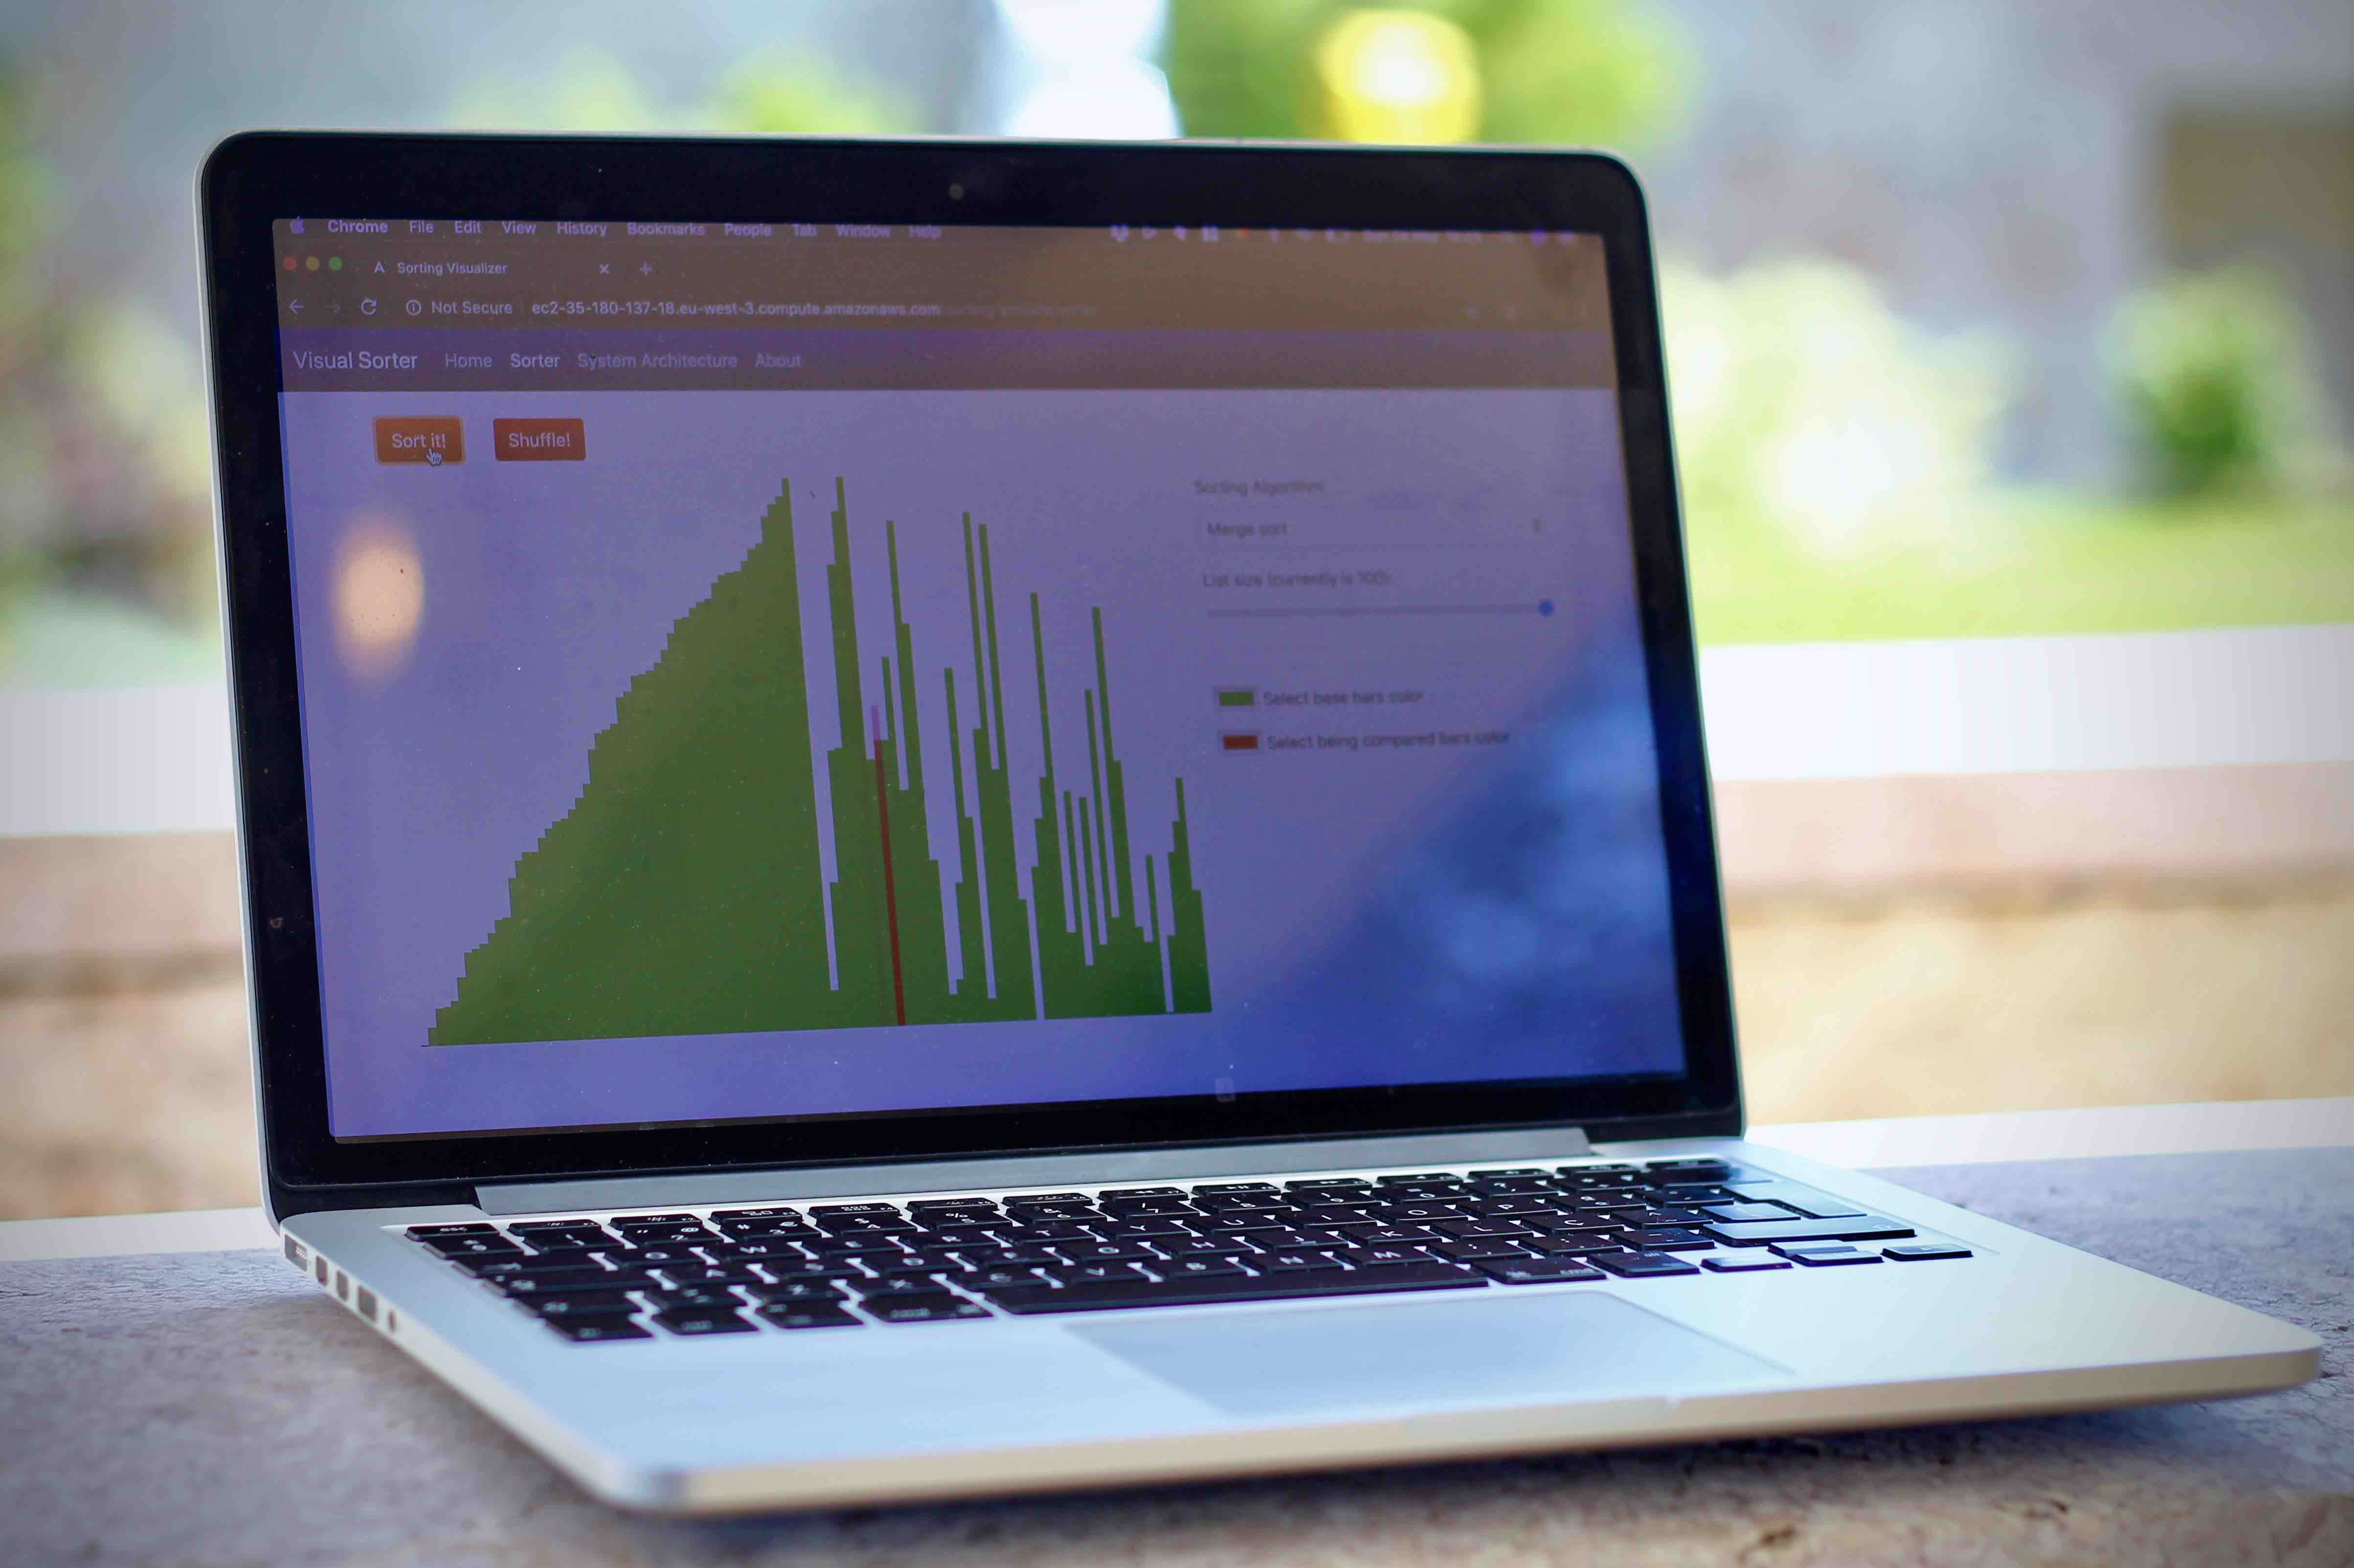 Chrome File Edit View History Bookmarks People Tab Window Help
A Sorting Visualizer
Not Secure ec2-35-180-137-18.eu-west-3.compute.amazonaws.com
Visual Sorter Home Sorter System Architecture About
Sort it! Shuffle!
Sorting Algorithm:
Merge sort
List size (currently is 100):
Select base bars color
Select being compared bars color
esc
W E R T Y U I O P
A S F G H J K L
Z X C V B N M
cmd